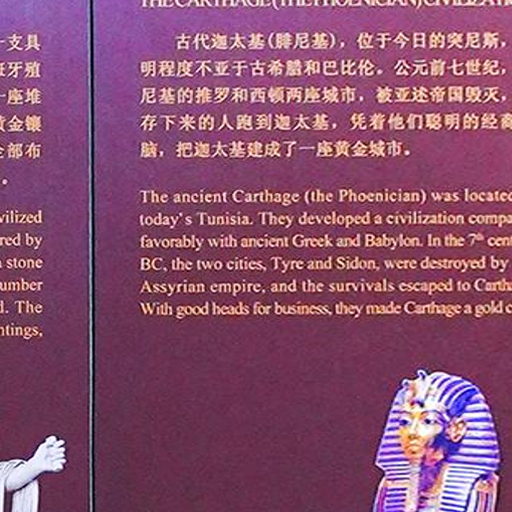 支具
班牙殖
一座堆
黄金镶
全部布
。
vilized
red by
stone
umber
d. The
ntings,
THE CARTHAGE (THE PHOENICIAN) CIVILIZATI
古代迦太基(腓尼基)，位于今日的突尼斯，
明程度不亚于古希腊和巴比伦。公元前七世纪，
尼基的推罗和西顿两座城市，被亚述帝国毁灭，
存下来的人跑到迦太基，凭着他们聪明的经商
脑，把迦太基建成了一座黄金城市。
The ancient Carthage (the Phoenician) was located
today's Tunisia. They developed a civilization compa
favorably with ancient Greek and Babylon. In the 7th cent
BC, the two cities, Tyre and Sidon, were destroyed by
Assyrian empire, and the survivals escaped to Cartha
With good heads for business, they made Carthage a gold c